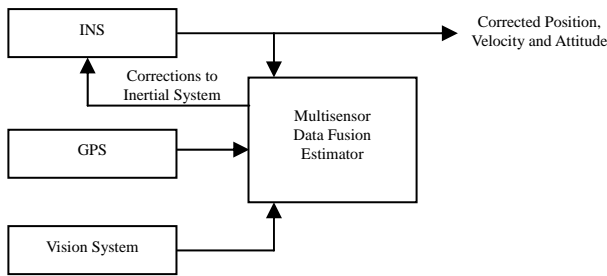 INS
Corrected Position,
Velocity and Attitude
Corrections to
Inertial System
Multisensor
Data Fusion
Estimator
GPS
Vision System